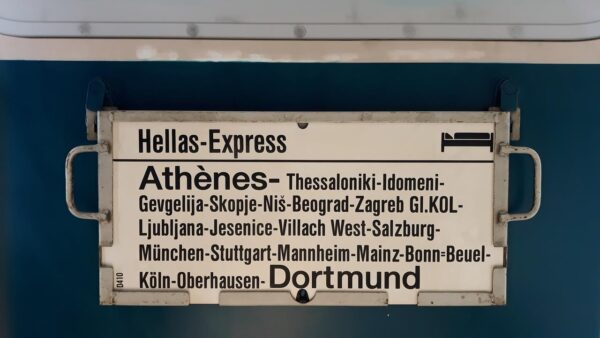 Hellas-Express
Athènes- Thessaloniki-Idomeni-
Gevgelija-Skopje-Niš-Beograd-Zagreb Gl.KOL-
Ljubljana-Jesenice-Villach West-Salzburg-
München-Stuttgart-Mannheim-Mainz-Bonn=Beuel-
Köln-Oberhausen-Dortmund
0410